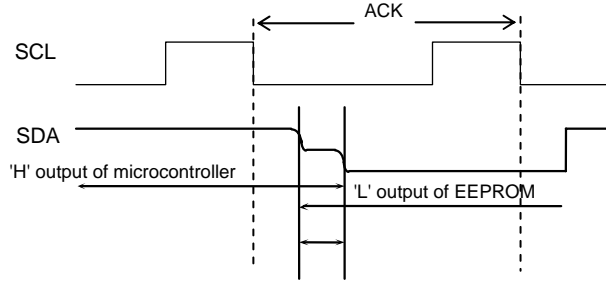 ACK
SCL
SDA
'H' output of microcontroller
'L' output of EEPROM